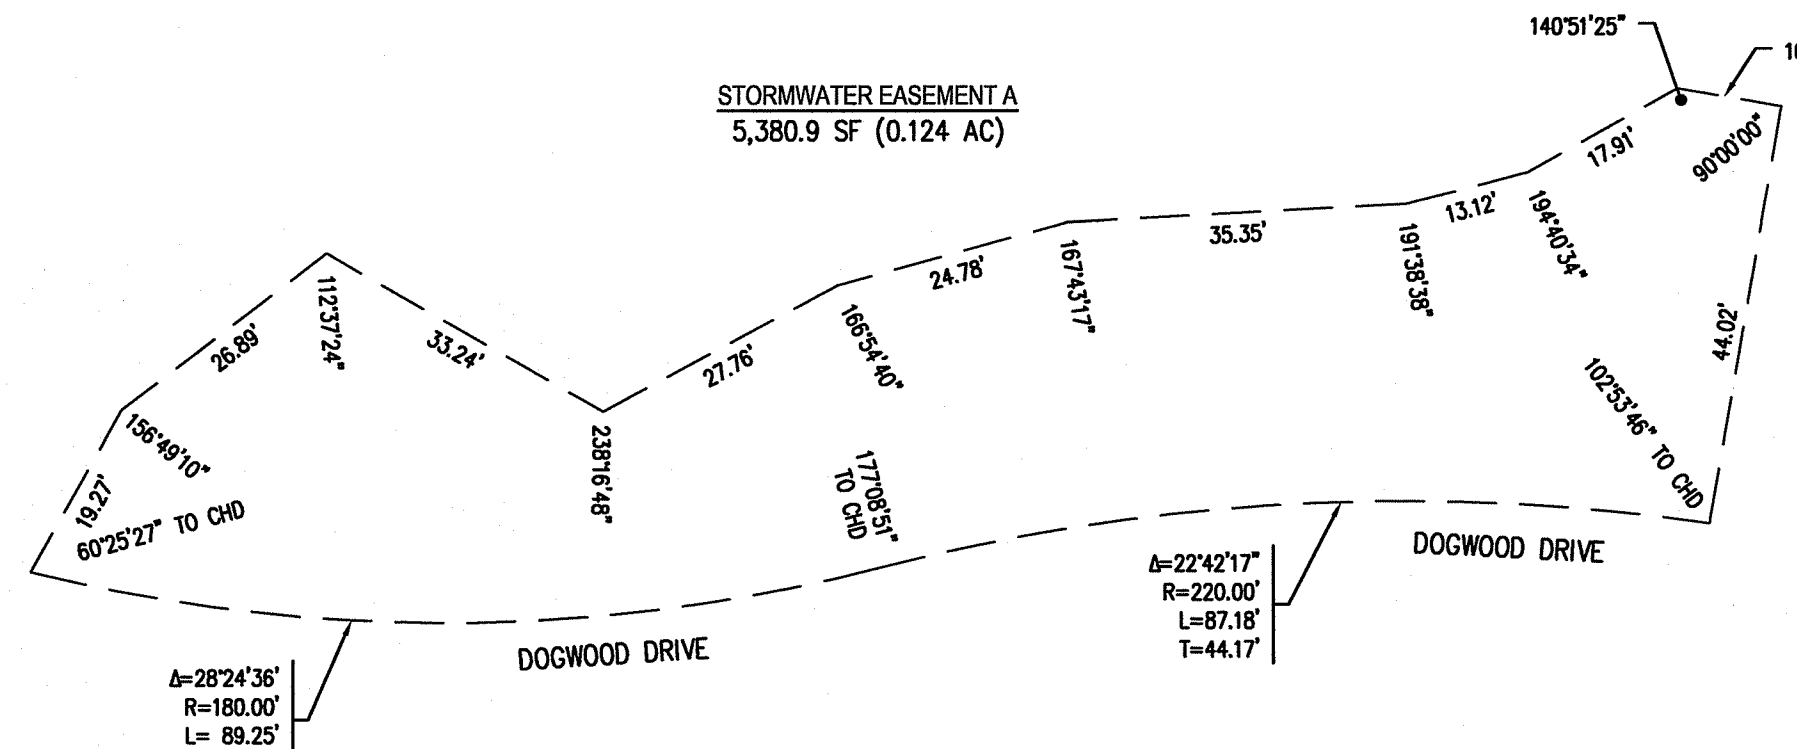 140°51'25"
10
STORMWATER EASEMENT A
5,380.9 SF (0.124 AC)
17.91'
90°00'00"
13.12'
194°40'34"
35.35'
191°38'38"
24.78'
167°43'17"
112°37'24"
26.89'
33.24'
27.76'
166°54'40"
44.02'
102°53'46" TO CHD
156°49'10"
238°16'48"
177°08'51"
TO CHD
19.27'
60°25'27" TO CHD
DOGWOOD DRIVE
Δ=22°42'17"
R=220.00'
L=87.18'
T=44.17'
DOGWOOD DRIVE
Δ=28°24'36'
R=180.00'
L= 89.25'